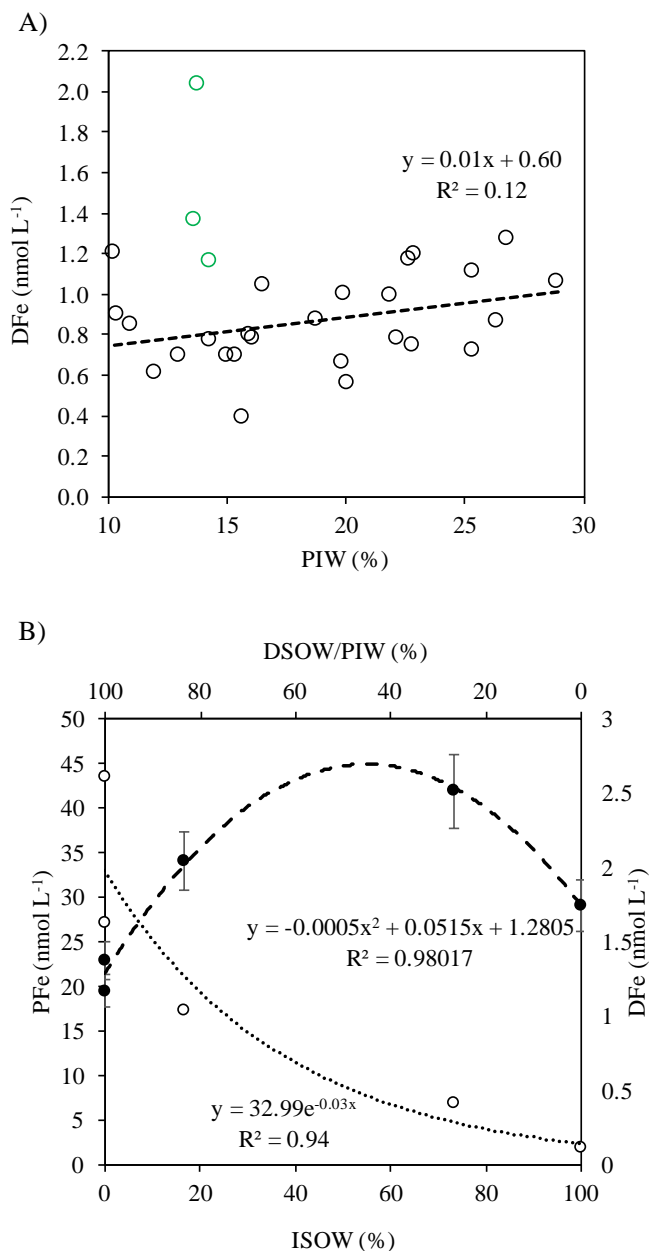 A)
2.2
2.0
1.8
1.6
1.4
1.2
1.0
0.8
0.6
0.4
0.2
0.0
DFe (nmol L⁻¹)
y = 0.01x + 0.60
R² = 0.12
10 15 20 25 30
PIW (%)
B)
DSOW/PIW (%)
100 80 60 40 20 0
50
45
40
35
30
25
20
15
10
5
0
PFe (nmol L⁻¹)
3
2.5
2
1.5
1
0.5
0
DFe (nmol L⁻¹)
y = -0.0005x² + 0.0515x + 1.2805
R² = 0.98017
y = 32.99e⁻⁰·⁰³ˣ
R² = 0.94
0 20 40 60 80 100
ISOW (%)